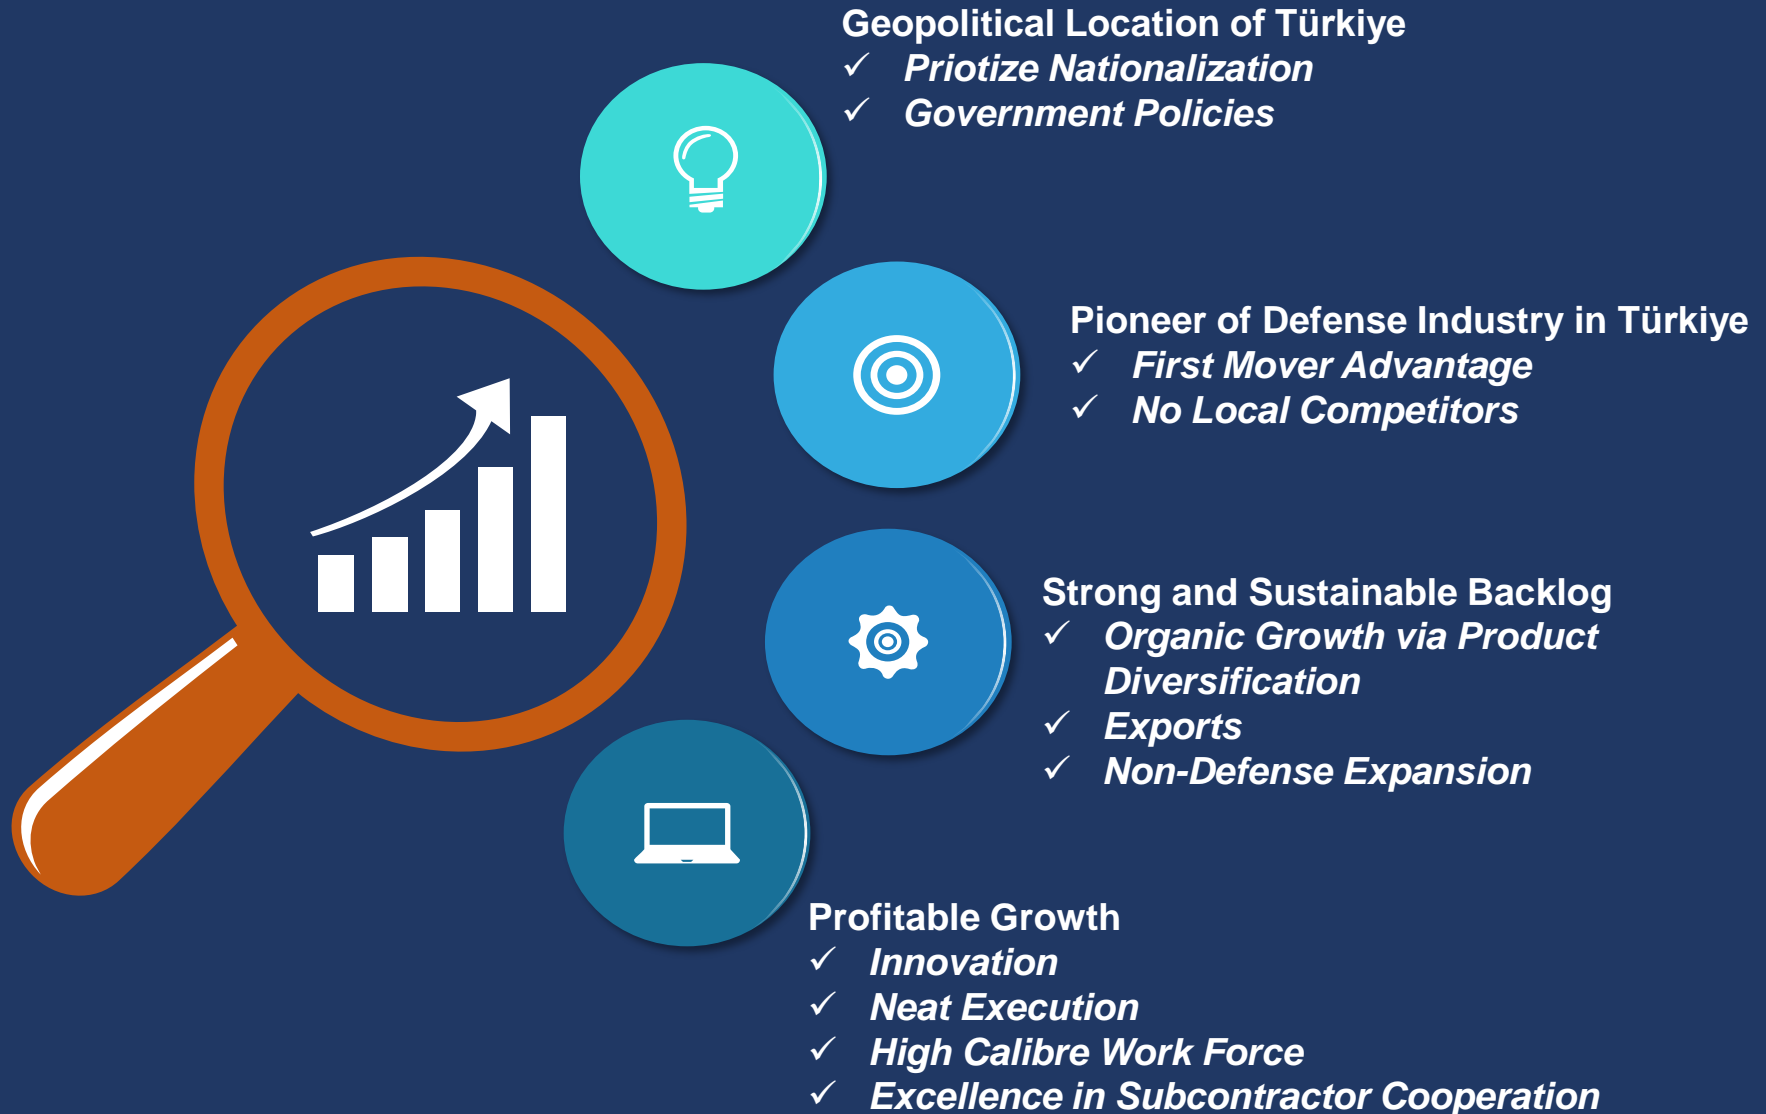 Geopolitical Location of Türkiye
✓ Priotize Nationalization
✓ Government Policies
Pioneer of Defense Industry in Türkiye
✓ First Mover Advantage
✓ No Local Competitors
Strong and Sustainable Backlog
✓ Organic Growth via Product
Diversification
✓ Exports
✓ Non-Defense Expansion
Profitable Growth
✓ Innovation
✓ Neat Execution
✓ High Calibre Work Force
✓ Excellence in Subcontractor Cooperation